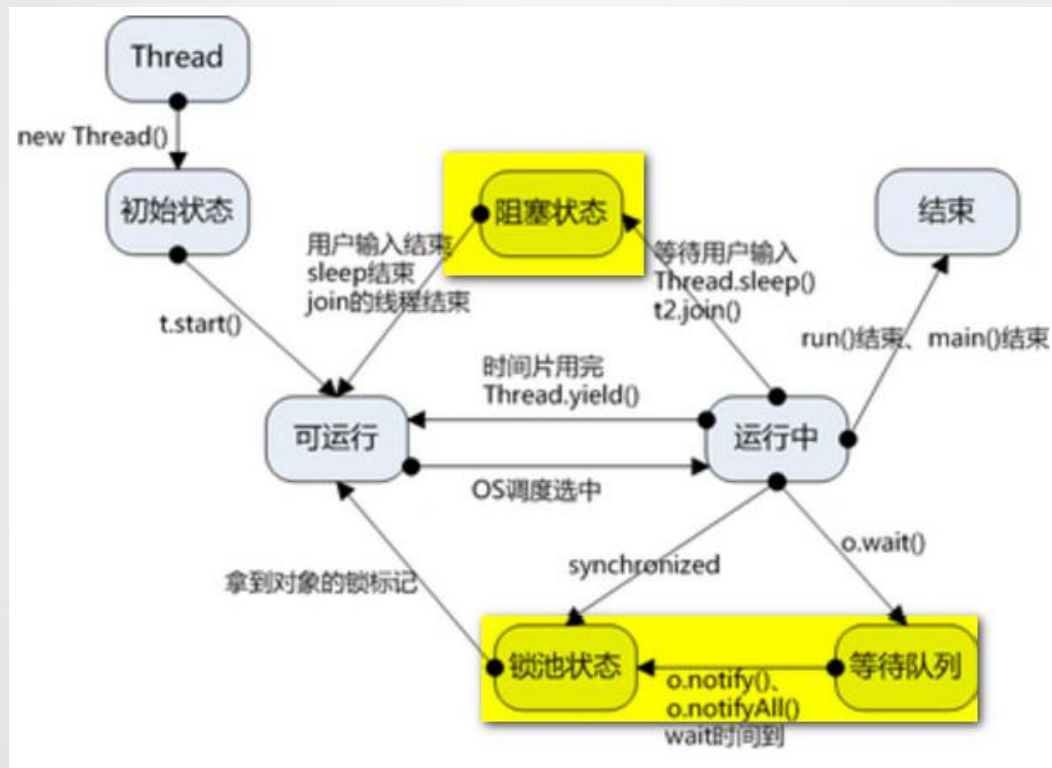 Thread
new Thread()
初始状态
阻塞状态
结束
用户输入结束
sleep结束
join的线程结束
等待用户输入
Thread.sleep()
t2.join()
t.start()
run()结束、main()结束
时间片用完
Thread.yield()
可运行
运行中
OS调度选中
o.wait()
synchronized
拿到对象的锁标记
锁池状态
等待队列
o.notify()、
o.notifyAll()
wait时间到